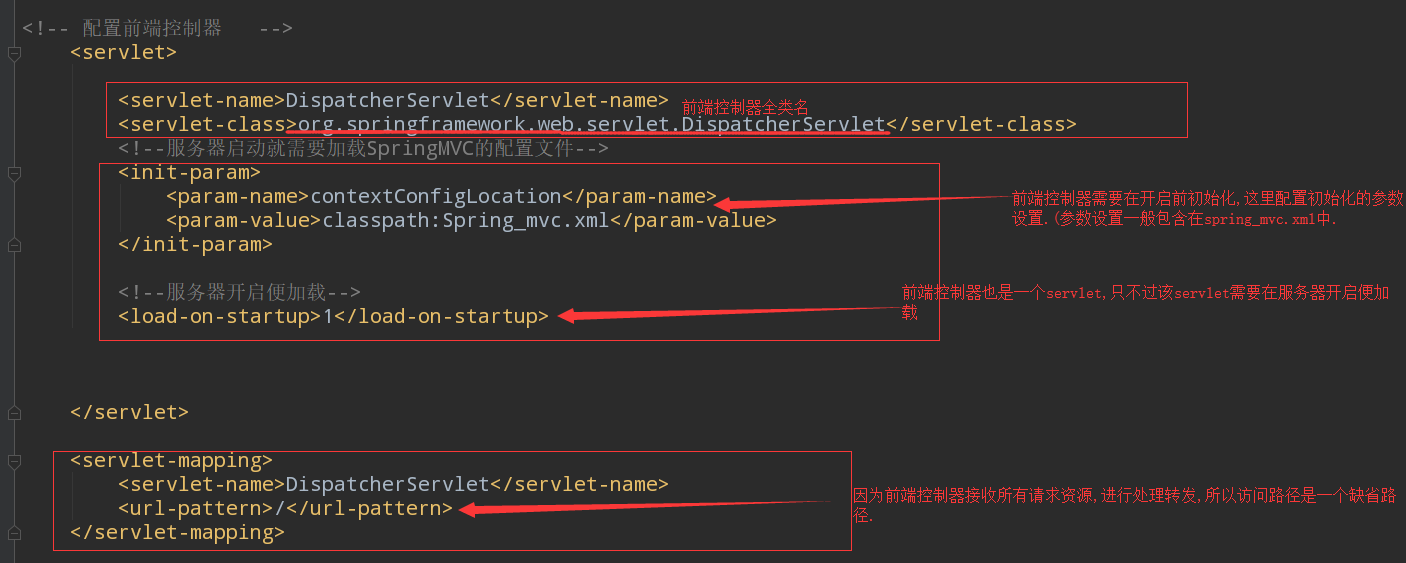 <!-- 配置前端控制器 -->
<servlet>
<servlet-name>DispatcherServlet</servlet-name>
前端控制器全类名
<servlet-class>org.springframework.web.servlet.DispatcherServlet</servlet-class>
<!--服务器启动就需要加载SpringMVC的配置文件-->
<init-param>
<param-name>contextConfigLocation</param-name>
<param-value>classpath:Spring_mvc.xml</param-value>
</init-param>
前端控制器需要在开启前初始化,这里配置初始化的参数
设置.(参数设置一般包含在spring_mvc.xml中.
<!--服务器开启便加载-->
<load-on-startup>1</load-on-startup>
前端控制器也是一个servlet,只不过该servlet需要在服务器开启便加
载
</servlet>
<servlet-mapping>
<servlet-name>DispatcherServlet</servlet-name>
<url-pattern>/</url-pattern>
</servlet-mapping>
因为前端控制器接收所有请求资源,进行处理转发,所以访问路径是一个缺省路
径.